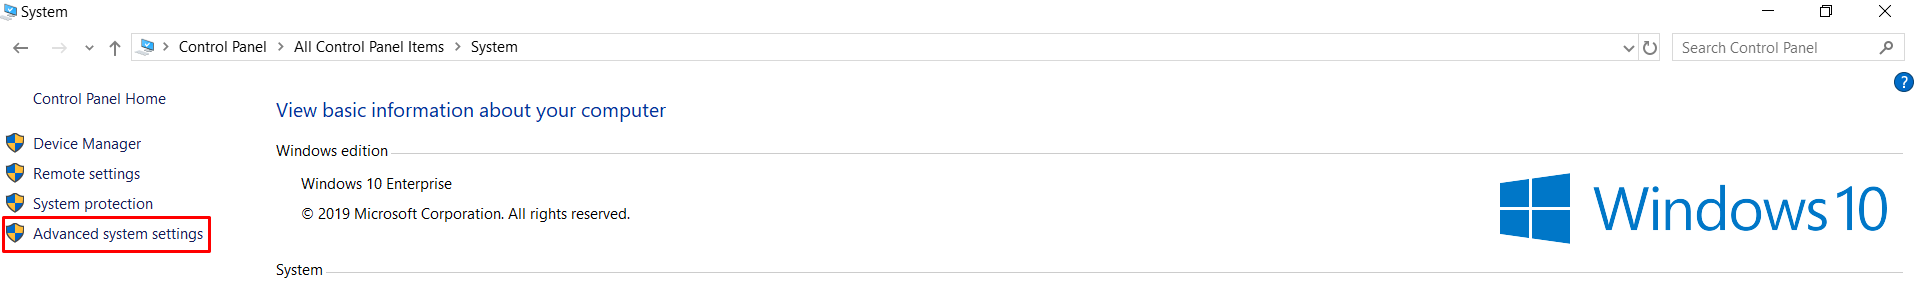 System
Control Panel > All Control Panel Items > System
Search Control Panel
?
Control Panel Home
Device Manager
Remote settings
System protection
Advanced system settings
View basic information about your computer
Windows edition
Windows 10 Enterprise
© 2019 Microsoft Corporation. All rights reserved.
Windows 10
System